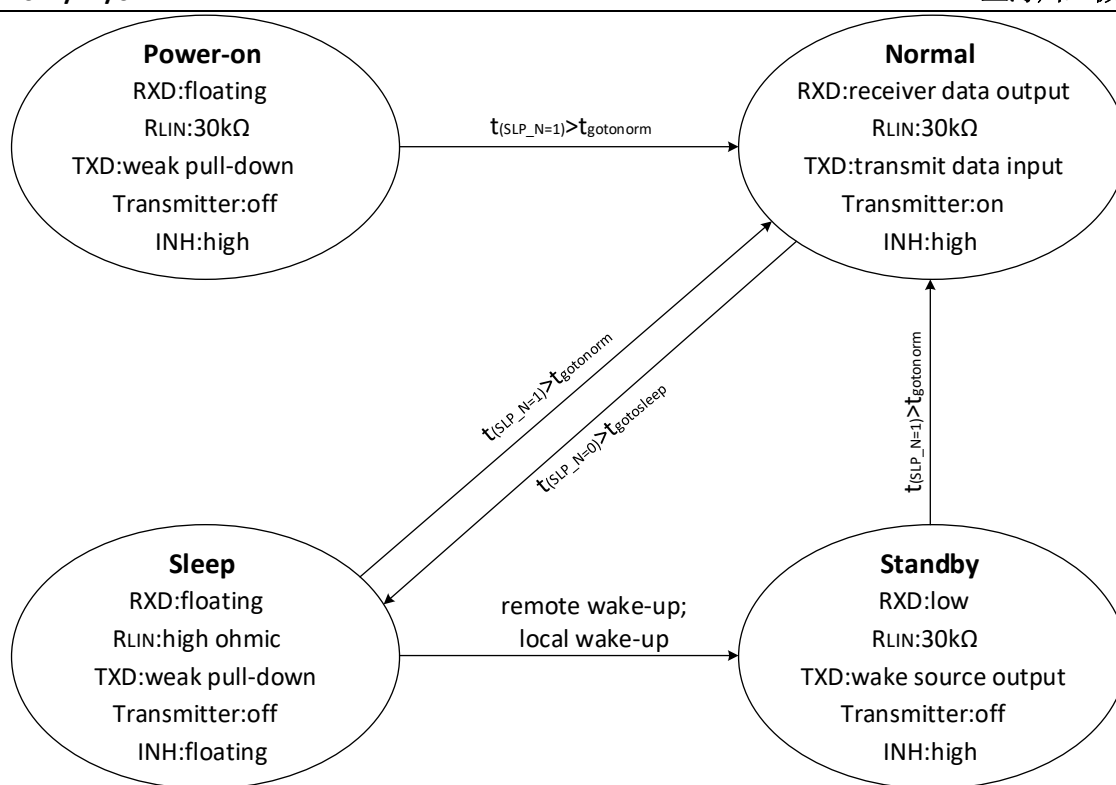 Power-on
RXD:floating
RLIN:30kΩ
TXD:weak pull-down
Transmitter:off
INH:high
t(SLP_N=1)>tgotonorm
Normal
RXD:receiver data output
RLIN:30kΩ
TXD:transmit data input
Transmitter:on
INH:high
t(SLP_N=1)>tgotonorm
t(SLP_N=0)>tgotosleep
t(SLP_N=1)>tgotonorm
Sleep
RXD:floating
RLIN:high ohmic
TXD:weak pull-down
Transmitter:off
INH:floating
remote wake-up;
local wake-up
Standby
RXD:low
RLIN:30kΩ
TXD:wake source output
Transmitter:off
INH:high